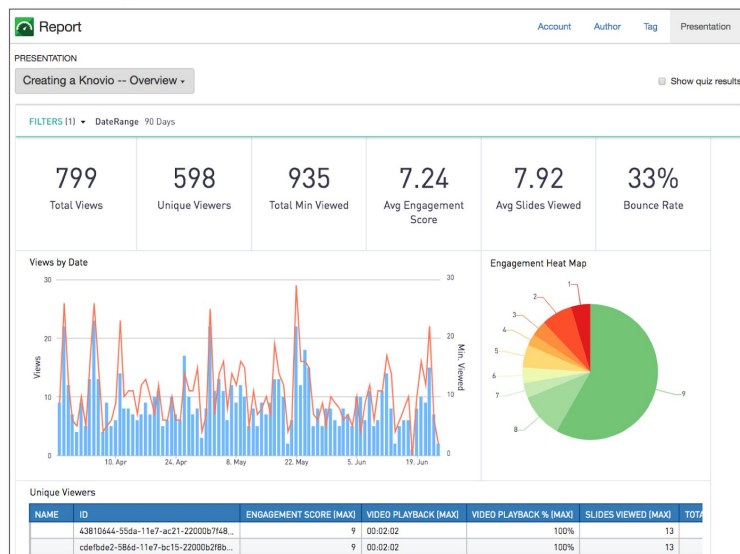 Report
Account Author Tag Presentation
PRESENTATION
Creating a Knovio -- Overview
Show quiz results
FILTERS (1) DateRange 90 Days
799 598 935 7.24 7.92 33%
Total Views Unique Viewers Total Min Viewed Avg Engagement Score Avg Slides Viewed Bounce Rate
Views by Date
Engagement Heat Map
30
20
10
0
Views
30
20
10
0
Min. Viewed
10. Apr 24. Apr 8. May 22. May 5. Jun 19. Jun
1
2
3
4
5
6
7
8
9
Unique Viewers
NAME ID ENGAGEMENT SCORE (MAX) VIDEO PLAYBACK (MAX) VIDEO PLAYBACK % (MAX) SLIDES VIEWED (MAX) TOTA
43810644-55da-11e7-ac21-22000b7f48... 9 00:02:02 100% 13
cdefbde2-586d-11e7-bc15-22000b2f8b... 9 00:02:02 100% 13